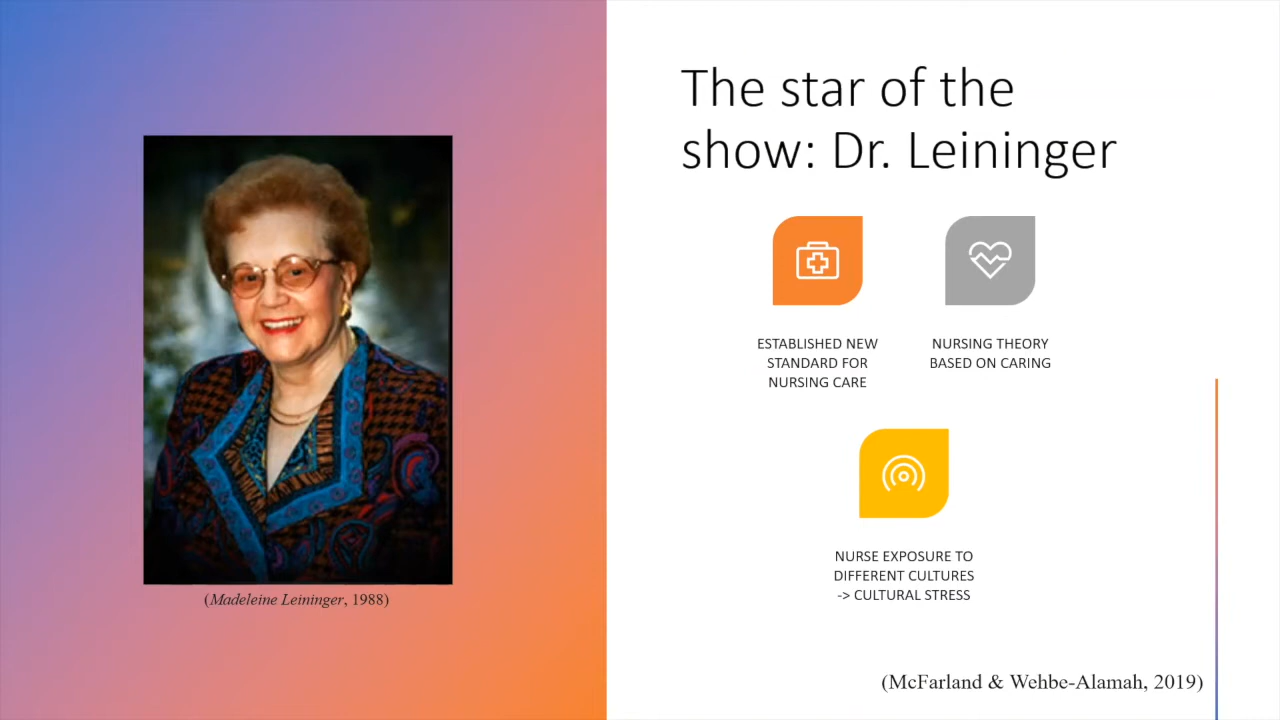 The star of the
show: Dr. Leininger
ESTABLISHED NEW
STANDARD FOR
NURSING CARE
NURSING THEORY
BASED ON CARING
NURSE EXPOSURE TO
DIFFERENT CULTURES
-> CULTURAL STRESS
(Madeleine Leininger, 1988)
(McFarland & Wehbe-Alamah, 2019)